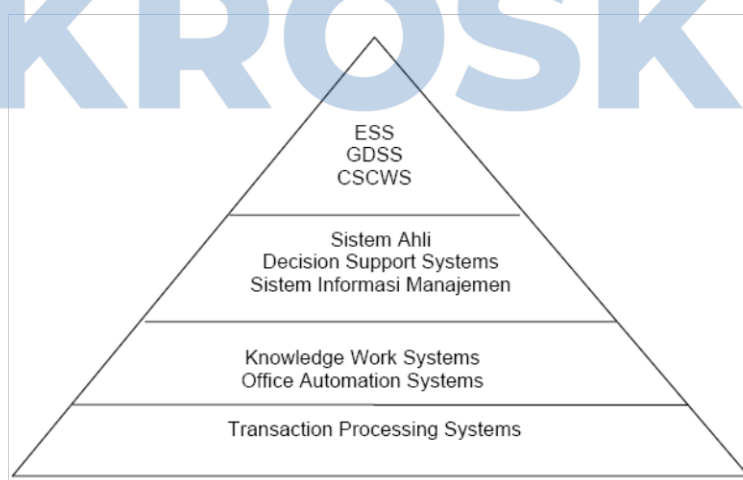 KROSK
ESS
GDSS
CSCWS
Sistem Ahli
Decision Support Systems
Sistem Informasi Manajemen
Knowledge Work Systems
Office Automation Systems
Transaction Processing Systems